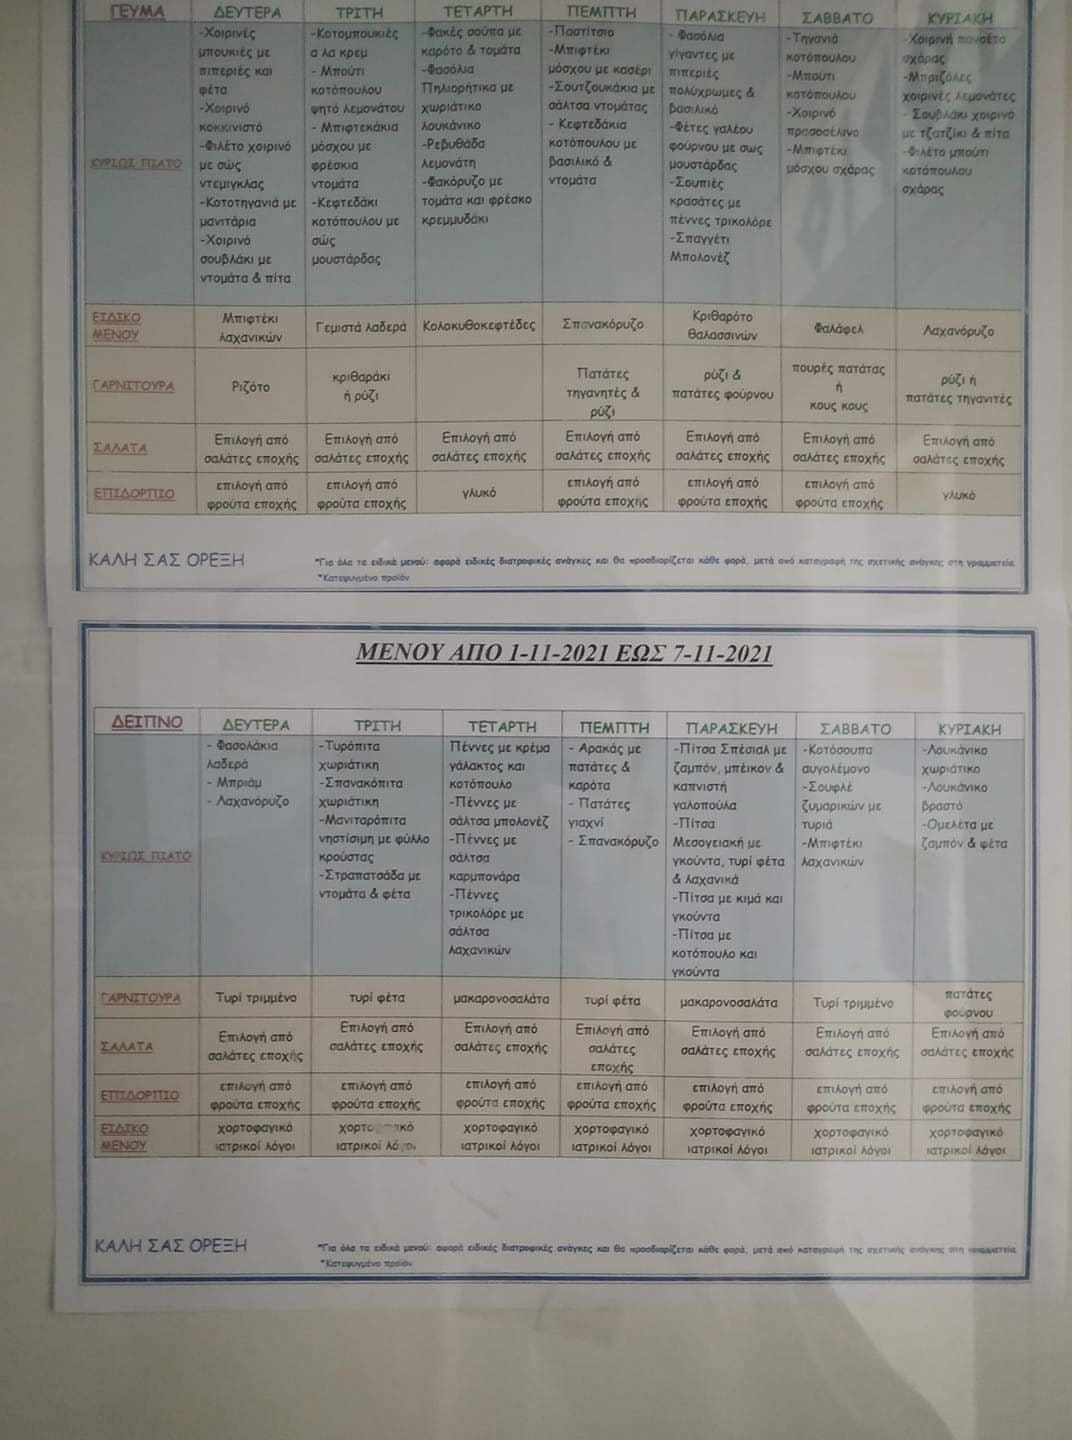 ΓΕΥΜΑ ΔΕΥΤΕΡΑ ΤΡΙΤΗ ΤΕΤΑΡΤΗ ΠΕΜΠΤΗ ΠΑΡΑΣΚΕΥΗ ΣΑΒΒΑΤΟ ΚΥΡΙΑΚΗ
ΚΥΡΙΩΣ ΠΙΑΤΟ
-Χοιρινές
μπουκιές με
πιπεριές και
φέτα
-Χοιρινό
κοκκινιστό
-Φιλέτο χοιρινό
με σώς
ντεμιγκλας
-Κοτοτηγανιά με
μανιτάρια
-Χοιρινό
σουβλάκι με
ντομάτα & πίτα
-Κοτομπουκιές
α λα κρεμ
- Μπούτι
κοτόπουλου
ψητό λεμονάτου
- Μπιφτεκάκια
μόσχου με
φρέσκια
ντομάτα
-Κεφτεδάκι
κοτόπουλου με
σώς
μουστάρδας
-Φακές σούπα με
καρότο & τομάτα
-Φασόλια
Πηλιορήτικα με
χωριάτικο
λουκάνικο
-Ρεβυθάδα
λεμονάτη
-Φακόρυζο με
τομάτα και φρέσκο
κρεμμυδάκι
-Παστίτσιο
-Μπιφτέκι
μόσχου με κασέρι
-Σουτζουκάκια με
σάλτσα ντομάτας
- Κεφτεδάκια
κοτόπουλου με
βασιλικό &
ντομάτα
- Φασόλια
γίγαντες με
πιπεριές
πολύχρωμες &
βασιλικό
-Φέτες γαλέου
φούρνου με σως
μουστάρδας
-Σουπιές
κρασάτες με
πέννες τρικολόρε
-Σπαγγέτι
Μπολονέζ
-Τηγανιά
κοτόπουλου
-Μπούτι
κοτόπουλου
-Χοιρινό
πρασοσέλινο
-Μπιφτέκι
μόσχου σχάρας
-Χοιρινή πανσέτα
σχάρας
-Μπριζόλες
χοιρινές λεμονάτες
- Σουβλάκι χοιρινό
με τζατζίκι & πίτα
-Φιλέτο μπούτι
κοτόπουλου
σχάρας
ΕΙΔΙΚΟ
ΜΕΝΟΥ
Μπιφτέκι
λαχανικών
Γεμιστά λαδερά
Κολοκυθοκεφτέδες
Σπανακόρυζο
Κριθαρότο
θαλασσινών
Φαλάφελ
Λαχανόρυζο
ΓΑΡΝΙΤΟΥΡΑ
Ριζότο
κριθαράκι
ή ρύζι
Πατάτες
τηγανητές &
ρύζι
ρύζι &
πατάτες φούρνου
πουρές πατάτας
ή
κους κους
ρύζι ή
πατάτες τηγανιτές
ΣΑΛΑΤΑ
Επιλογή από
σαλάτες εποχής
Επιλογή από
σαλάτες εποχής
Επιλογή από
σαλάτες εποχής
Επιλογή από
σαλάτες εποχής
Επιλογή από
σαλάτες εποχής
Επιλογή από
σαλάτες εποχής
Επιλογή από
σαλάτες εποχής
ΕΠΙΔΟΡΠΙΟ
επιλογή από
φρούτα εποχής
επιλογή από
φρούτα εποχής
γλυκό
επιλογή από
φρούτα εποχής
επιλογή από
φρούτα εποχής
επιλογή από
φρούτα εποχής
γλυκό
ΚΑΛΗ ΣΑΣ ΟΡΕΞΗ
*Για όλα τα ειδικά μενού: αφορά ειδικές διατροφικές ανάγκες και θα προσδιορίζεται κάθε φορά, μετά από καταγραφή της σχετικής ανάγκης στη γραμματεία.
*Κατεψυγμένο προϊόν
ΜΕΝΟΥ ΑΠΟ 1-11-2021 ΕΩΣ 7-11-2021
ΔΕΙΠΝΟ ΔΕΥΤΕΡΑ ΤΡΙΤΗ ΤΕΤΑΡΤΗ ΠΕΜΠΤΗ ΠΑΡΑΣΚΕΥΗ ΣΑΒΒΑΤΟ ΚΥΡΙΑΚΗ
ΚΥΡΙΩΣ ΠΙΑΤΟ
- Φασολάκια
λαδερά
- Μπριάμ
- Λαχανόρυζο
-Τυρόπιτα
χωριάτικη
-Σπανακόπιτα
χωριάτικη
-Μανιταρόπιτα
νηστίσιμη με φύλλο
κρούστας
-Στραπατσάδα με
ντομάτα & φέτα
Πέννες με κρέμα
γάλακτος και
κοτόπουλο
-Πέννες με
σάλτσα μπολονέζ
-Πέννες με
σάλτσα
καρμπονάρα
-Πέννες
τρικολόρε με
σάλτσα
λαχανικών
- Αρακάς με
πατάτες &
καρότα
- Πατάτες
γιαχνί
- Σπανακόρυζο
-Πίτσα Σπέσιαλ με
ζαμπόν, μπέικον &
καπνιστή
γαλοπούλα
-Πίτσα
Μεσογειακή με
γκούντα, τυρί φέτα
& λαχανικά
-Πίτσα με κιμά και
γκούντα
-Πίτσα με
κοτόπουλο και
γκούντα
-Κοτόσουπα
αυγολέμονο
-Σουφλέ
ζυμαρικών με
τυριά
-Μπιφτέκι
λαχανικών
-Λουκάνικο
χωριάτικο
-Λουκάνικο
βραστό
-Ομελέτα με
ζαμπόν & φέτα
ΓΑΡΝΙΤΟΥΡΑ
Τυρί τριμμένο
τυρί φέτα
μακαρονοσαλάτα
τυρί φέτα
μακαρονοσαλάτα
Τυρί τριμμένο
πατάτες
φούρνου
ΣΑΛΑΤΑ
Επιλογή από
σαλάτες εποχής
Επιλογή από
σαλάτες εποχής
Επιλογή από
σαλάτες εποχής
Επιλογή από
σαλάτες
εποχής
Επιλογή από
σαλάτες εποχής
Επιλογή από
σαλάτες εποχής
Επιλογή από
σαλάτες εποχής
ΕΠΙΔΟΡΠΙΟ
επιλογή από
φρούτα εποχής
επιλογή από
φρούτα εποχής
επιλογή από
φρούτα εποχής
επιλογή από
φρούτα εποχής
επιλογή από
φρούτα εποχής
επιλογή από
φρούτα εποχής
επιλογή από
φρούτα εποχής
ΕΙΔΙΚΟ
ΜΕΝΟΥ
χορτοφαγικό
ιατρικοί λόγοι
χορτοφαγικό
ιατρικοί λόγοι
χορτοφαγικό
ιατρικοί λόγοι
χορτοφαγικό
ιατρικοί λόγοι
χορτοφαγικό
ιατρικοί λόγοι
χορτοφαγικό
ιατρικοί λόγοι
χορτοφαγικό
ιατρικοί λόγοι
ΚΑΛΗ ΣΑΣ ΟΡΕΞΗ
*Για όλα τα ειδικά μενού: αφορά ειδικές διατροφικές ανάγκες και θα προσδιορίζεται κάθε φορά, μετά από καταγραφή της σχετικής ανάγκης στη γραμματεία.
*Κατεψυγμένο προϊόν